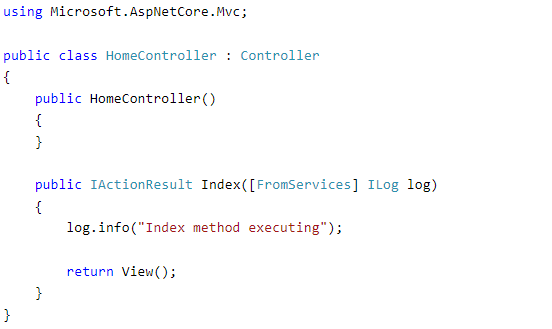 using Microsoft.AspNetCore.Mvc;
public class HomeController : Controller
{
    public HomeController()
    {
    }
    public IActionResult Index([FromServices] ILog log)
    {
        log.info("Index method executing");
        return View();
    }
}